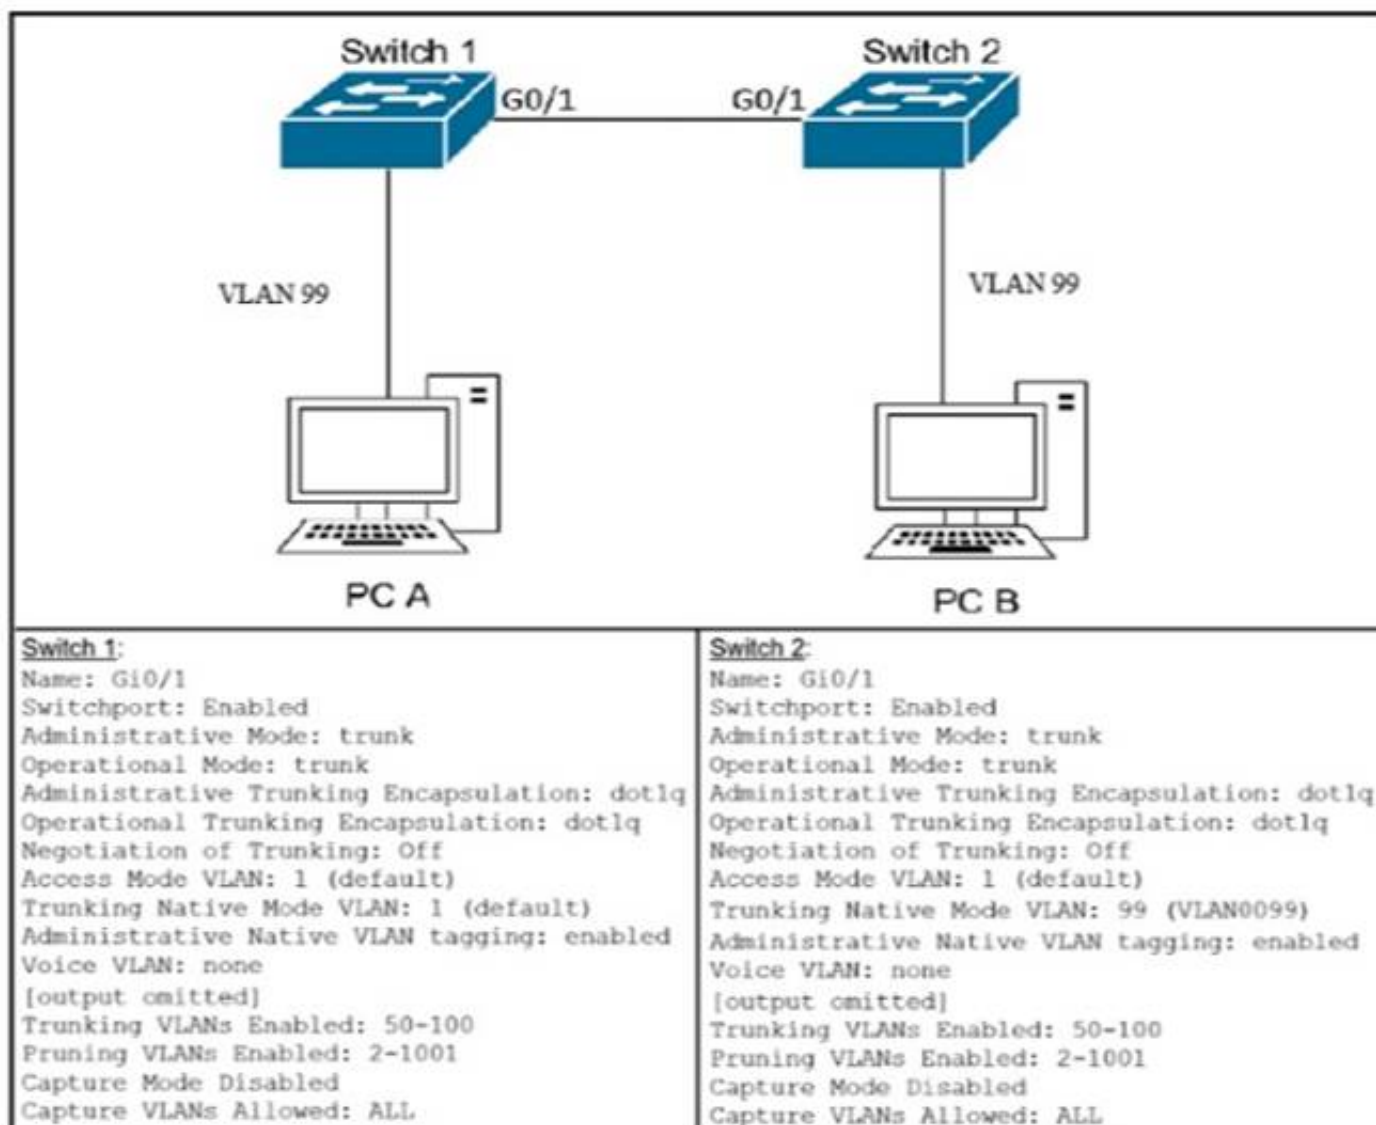 Switch 1
Switch 2
G0/1
G0/1
VLAN 99
VLAN 99
PC A
PC B
Switch 1:
Name: Gi0/1
Switchport: Enabled
Administrative Mode: trunk
Operational Mode: trunk
Administrative Trunking Encapsulation: dot1q
Operational Trunking Encapsulation: dot1q
Negotiation of Trunking: Off
Access Mode VLAN: 1 (default)
Trunking Native Mode VLAN: 1 (default)
Administrative Native VLAN tagging: enabled
Voice VLAN: none
[output omitted]
Trunking VLANs Enabled: 50-100
Pruning VLANs Enabled: 2-1001
Capture Mode Disabled
Capture VLANs Allowed: ALL
Switch 2:
Name: Gi0/1
Switchport: Enabled
Administrative Mode: trunk
Operational Mode: trunk
Administrative Trunking Encapsulation: dot1q
Operational Trunking Encapsulation: dot1q
Negotiation of Trunking: Off
Access Mode VLAN: 1 (default)
Trunking Native Mode VLAN: 99 (VLAN0099)
Administrative Native VLAN tagging: enabled
Voice VLAN: none
[output omitted]
Trunking VLANs Enabled: 50-100
Pruning VLANs Enabled: 2-1001
Capture Mode Disabled
Capture VLANs Allowed: ALL